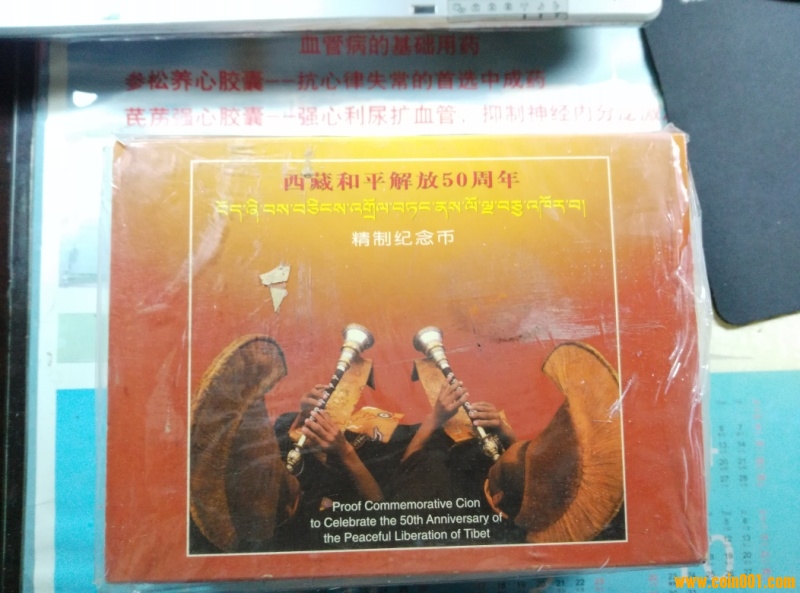 血管病的基础用药
参松养心胶囊--抗心律失常的首选中成药
芪苈强心胶囊--强心利尿扩血管、抑制神经内分泌
西藏和平解放50周年
བོད་ཞི་བས་བཅིངས་འགྲོལ་བཏང་ནས་ལོ་ལྔ་བཅུ་འཁོར་བ།
精制纪念币
Proof Commemorative Cion
to Celebrate the 50th Anniversary of
the Peaceful Liberation of Tibet
www.coin001.com